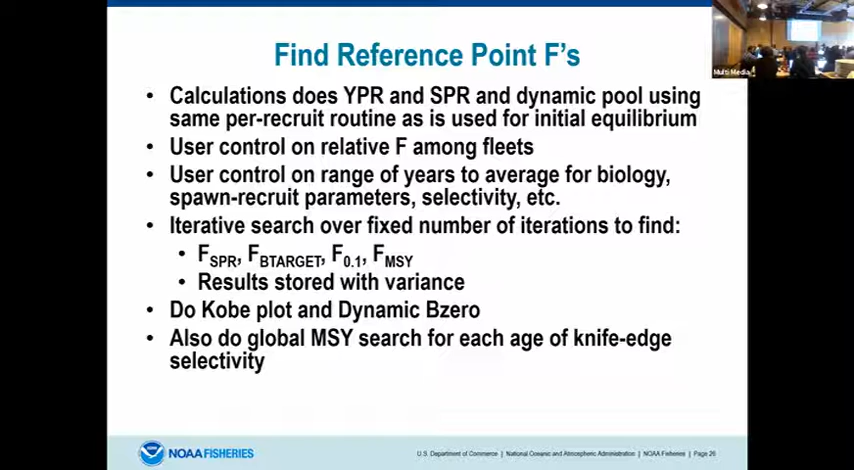 Find Reference Point F's
• Calculations does YPR and SPR and dynamic pool using
same per-recruit routine as is used for initial equilibrium
• User control on relative F among fleets
• User control on range of years to average for biology,
spawn-recruit parameters, selectivity, etc.
• Iterative search over fixed number of iterations to find:
• FSPR, FBTARGET, F0.1, FMSY
• Results stored with variance
• Do Kobe plot and Dynamic Bzero
• Also do global MSY search for each age of knife-edge
selectivity
NOAA FISHERIES
U.S. Department of Commerce | National Oceanic and Atmospheric Administration | NOAA Fisheries | Page 26
Multi Media